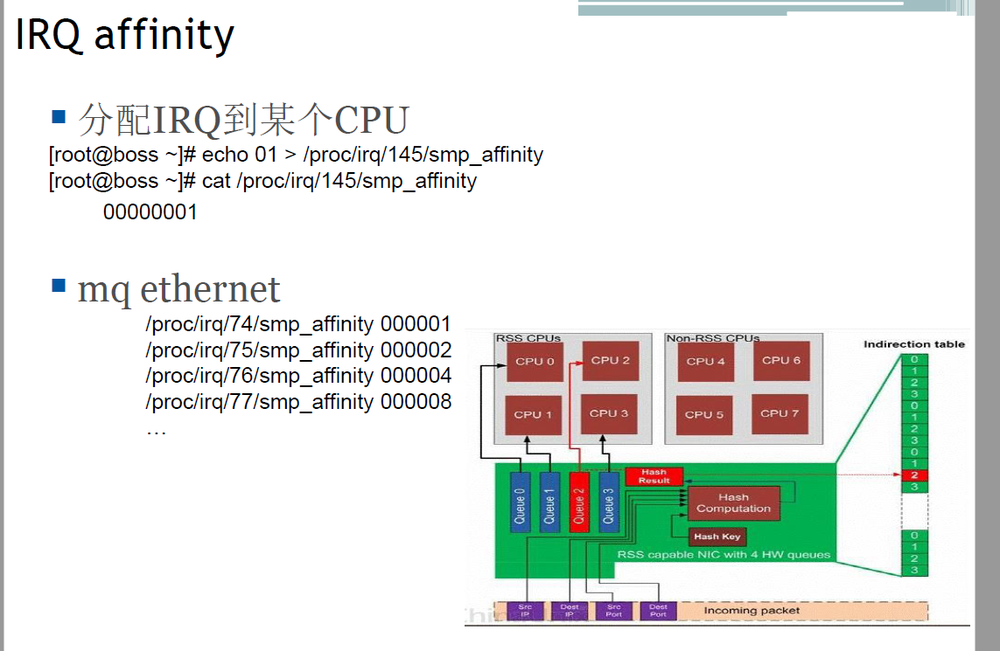 IRQ affinity
分配IRQ到某个CPU
[root@boss ~]# echo 01 > /proc/irq/145/smp_affinity
[root@boss ~]# cat /proc/irq/145/smp_affinity
00000001
mq ethernet
/proc/irq/74/smp_affinity 000001
/proc/irq/75/smp_affinity 000002
/proc/irq/76/smp_affinity 000004
/proc/irq/77/smp_affinity 000008
...
RSS CPUs
CPU 0
CPU 2
CPU 1
CPU 3
Non-RSS CPUs
CPU 4
CPU 6
CPU 5
CPU 7
Indirection table
0
1
2
3
0
1
2
3
0
1
2
3
0
1
2
3
Queue 0
Queue 1
Queue 2
Queue 3
Hash
Result
Hash
Computation
Hash Key
RSS capable NIC with 4 HW queues
Src
IP
Dest
IP
Src
Port
Dest
Port
Incoming packet